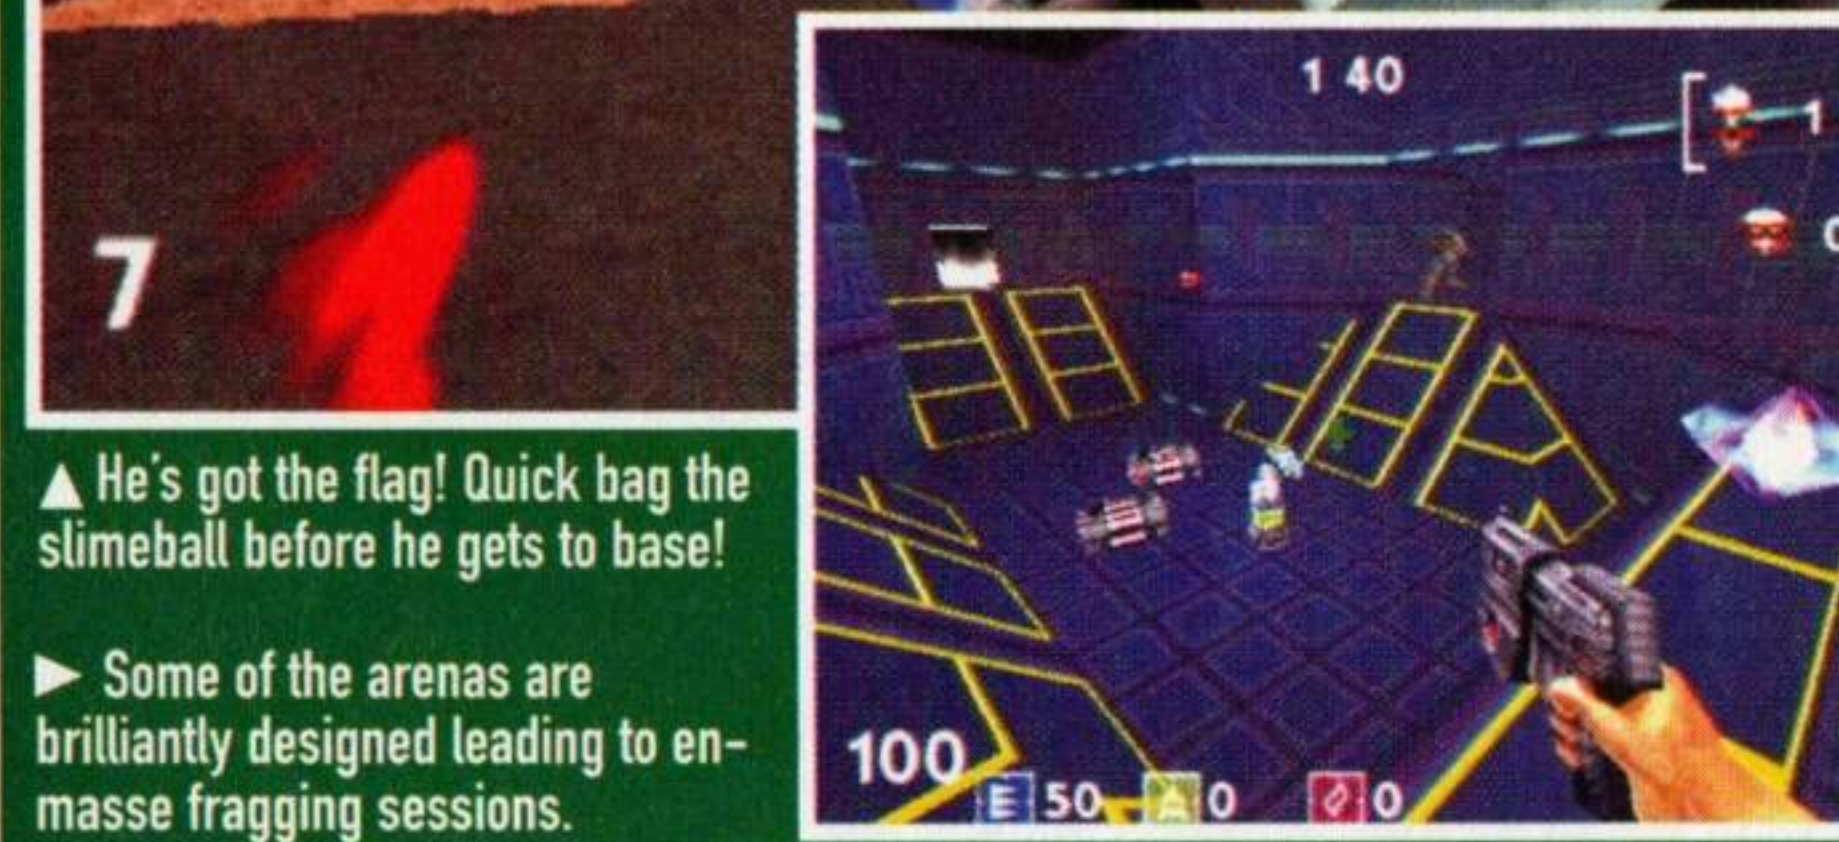 7
▲ He's got the flag! Quick bag the
slimeball before he gets to base!
► Some of the arenas are
brilliantly designed leading to en-
masse fragging sessions.
1 40
1
100
E 50
0
0